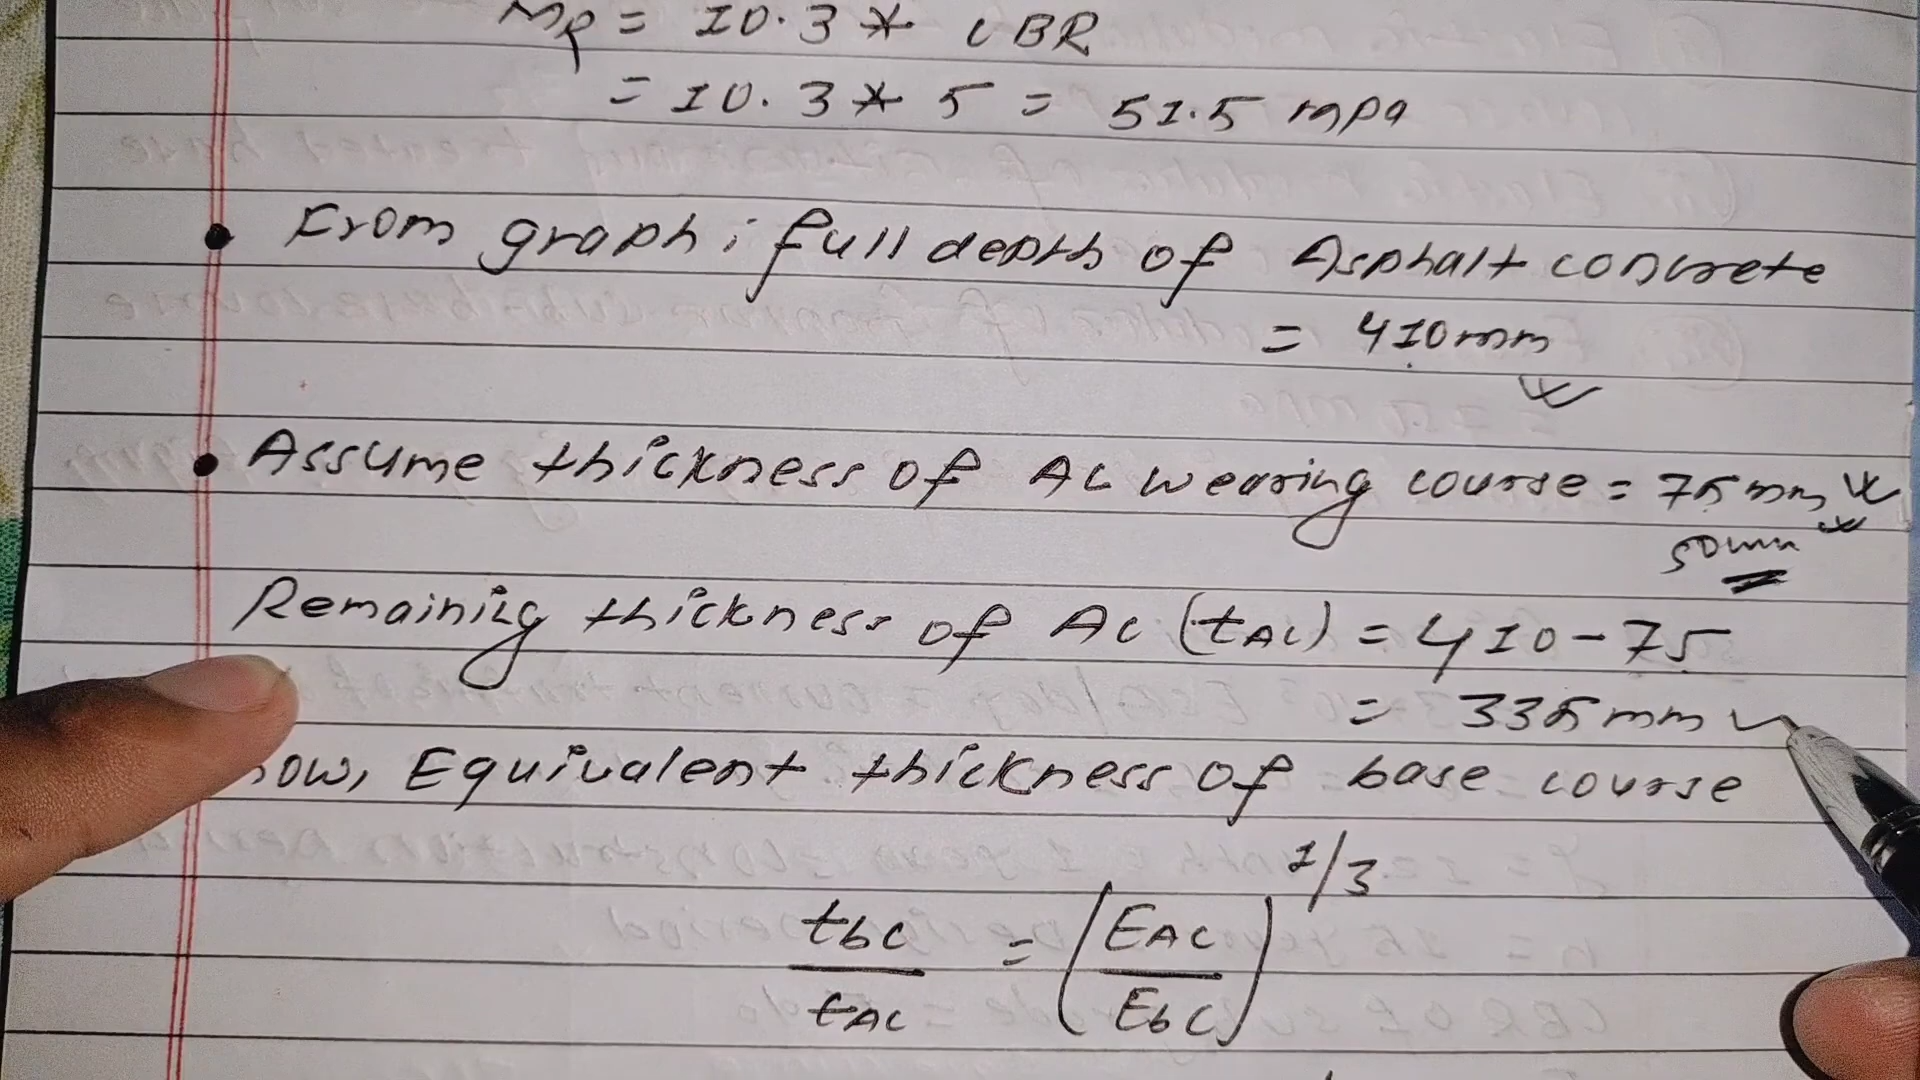 MR = 10.3 * CBR
= 10.3 * 5 = 51.5 mpa
• From graph; full depth of Asphalt concrete
= 410mm
• Assume thickness of AC wearing course = 75mm
50mm
Remaining thickness of AC (tAC) = 410-75
= 335mm
Equivalent thickness of base course
tbc/tAC = (EAC/Ebc)^1/3